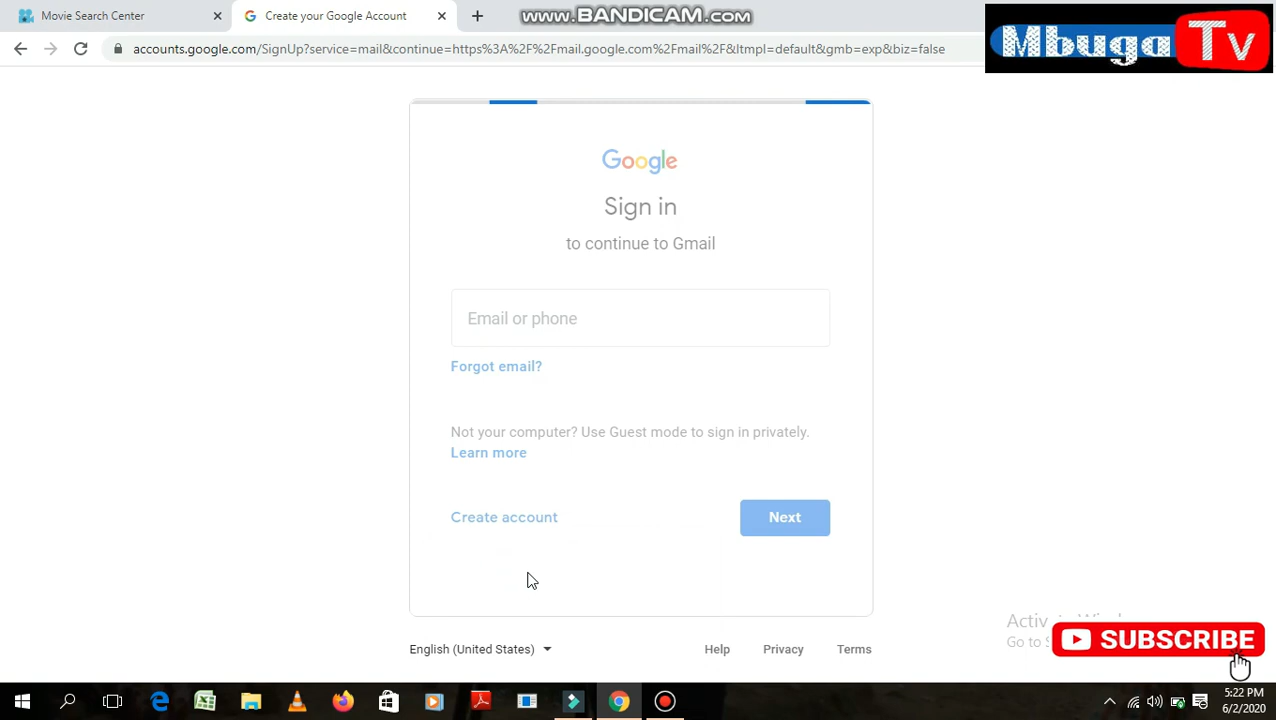 Movie Search Center
Create your Google Account
WWW.BANDICAM.COM
accounts.google.com/SignUp?service=mail&continue=https%3A%2F%2Fmail.google.com%2Fmail%2F&ltmpl=default&gmb=exp&biz=false
Mbuga Tv
Google
Sign in
to continue to Gmail
Email or phone
Forgot email?
Not your computer? Use Guest mode to sign in privately.
Learn more
Create account
Next
English (United States)
Help
Privacy
Terms
Go to
SUBSCRIBE
5:22 PM
6/2/2020